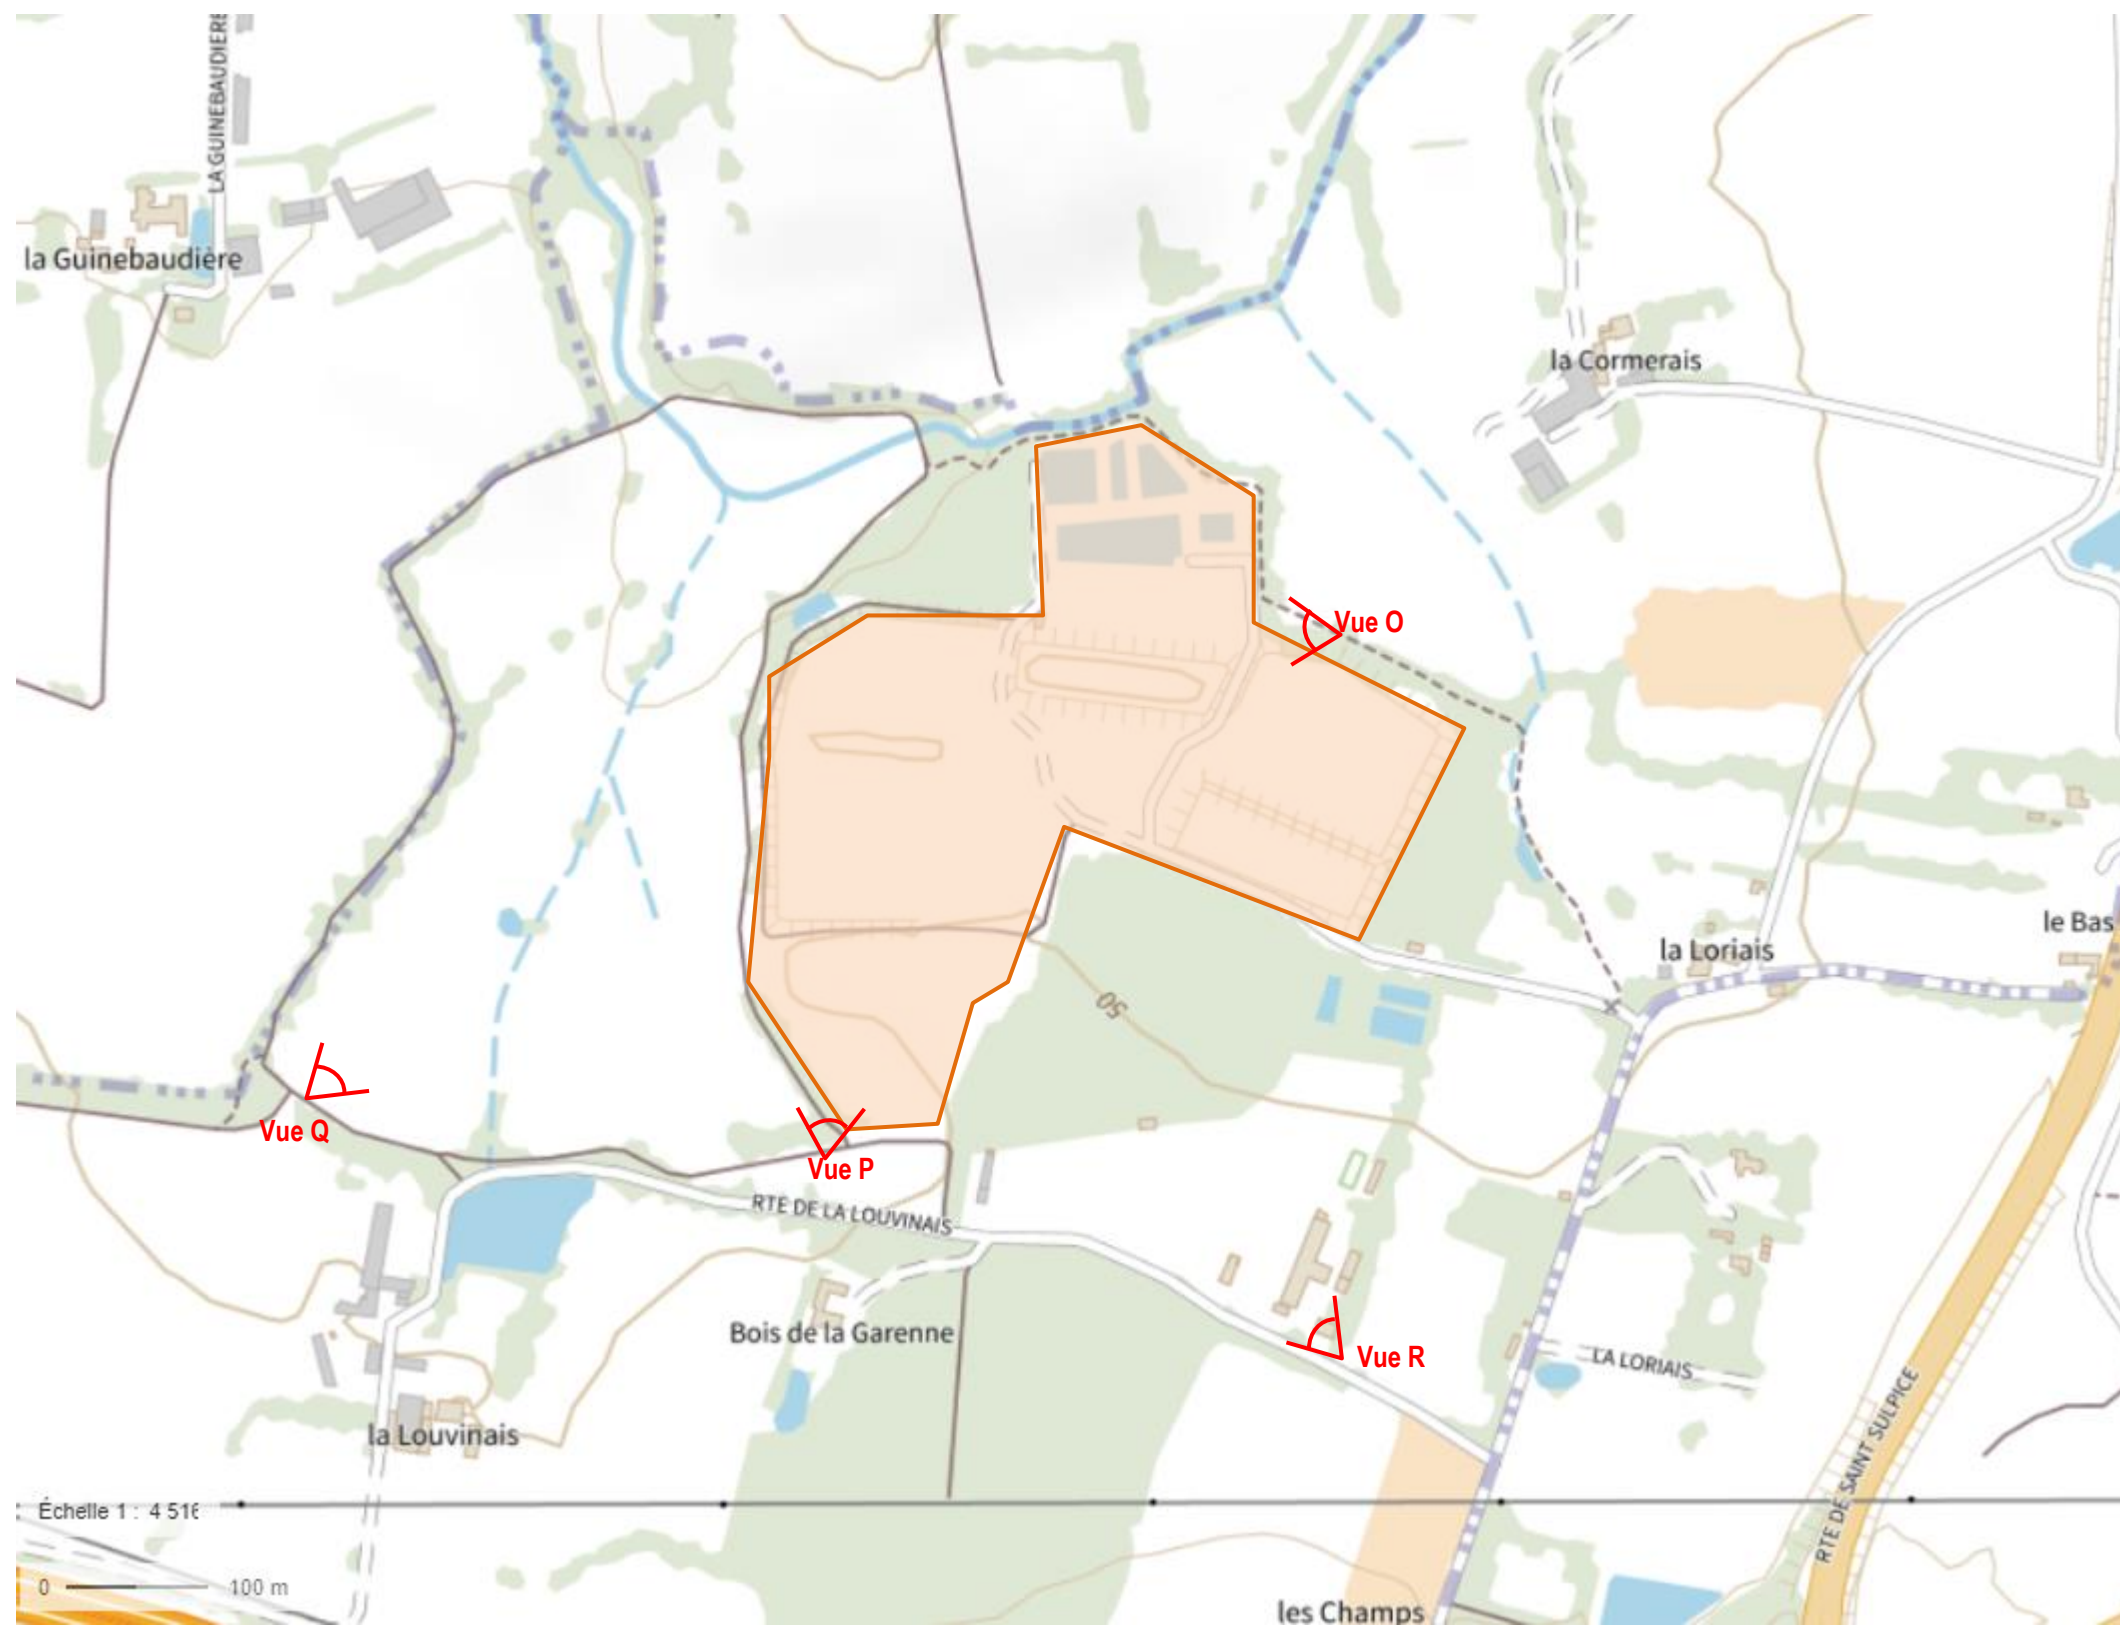 LA GUINEBAUDIERE
la Guinebaudière
la Cormerais
Vue O
le Bas
la Loriais
50
Vue Q
Vue P
RTE DE LA LOUVINAIS
Bois de la Garenne
Vue R
LA LORIAIS
la Louvinais
RTE DE SAINT SULPICE
Échelle 1 : 4 516
0 100 m
les Champs